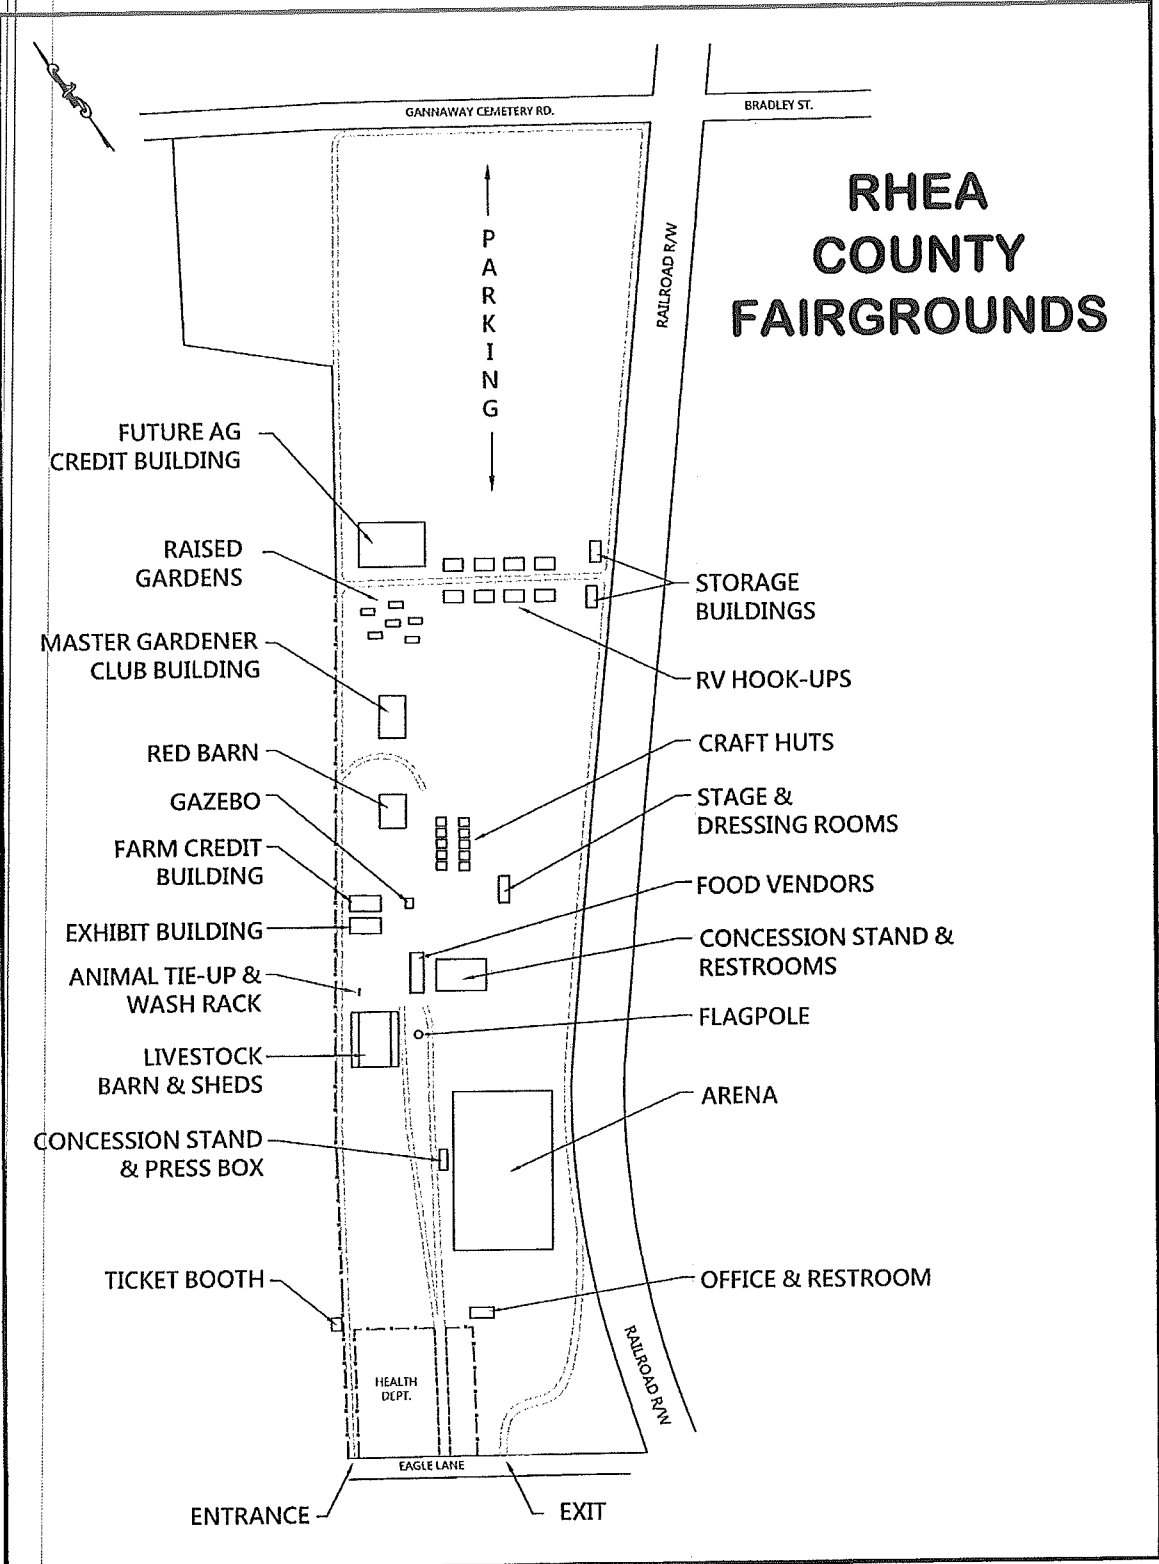 GANNAWAY CEMETERY RD.
BRADLEY ST.
RHEA
COUNTY
FAIRGROUNDS
PARKING
RAILROAD R/W
FUTURE AG
CREDIT BUILDING
RAISED
GARDENS
STORAGE
BUILDINGS
MASTER GARDENER
CLUB BUILDING
RV HOOK-UPS
RED BARN
CRAFT HUTS
GAZEBO
STAGE &
DRESSING ROOMS
FARM CREDIT
BUILDING
FOOD VENDORS
EXHIBIT BUILDING
CONCESSION STAND &
RESTROOMS
ANIMAL TIE-UP &
WASH RACK
FLAGPOLE
LIVESTOCK
BARN & SHEDS
ARENA
CONCESSION STAND
& PRESS BOX
TICKET BOOTH
OFFICE & RESTROOM
RAILROAD R/W
HEALTH
DEPT.
EAGLE LANE
ENTRANCE
EXIT